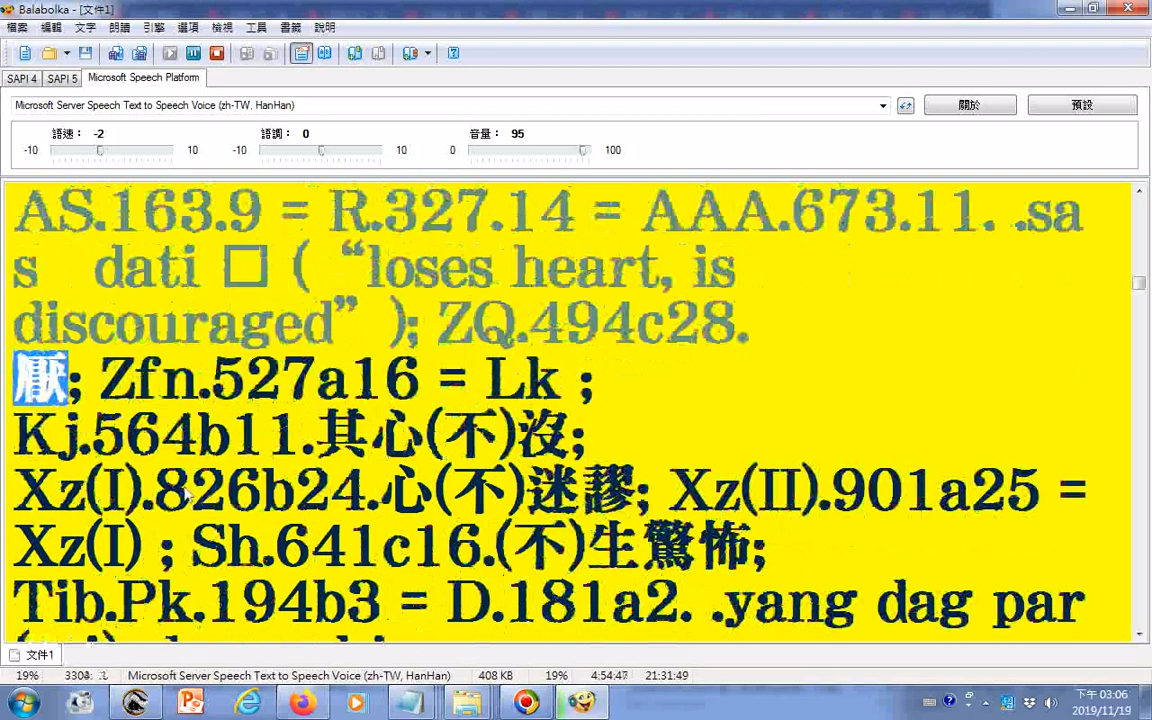 Balabolka - [文件1]
檔案 編輯 文字 朗讀 引擎 選項 檢視 工具 書籤 說明
SAPI 4 SAPI 5 Microsoft Speech Platform
Microsoft Server Speech Text to Speech Voice (zh-TW, HanHan) 關於 預設
語速： -2 語調： 0 音量： 95
-10 10 -10 10 0 100
AS.163.9 = R.327.14 = AAA.673.11. .sa
s dati □ ( “loses heart, is
discouraged” ); ZQ.494c28.
厭; Zfn.527a16 = Lk ;
Kj.564b11.其心(不)沒;
Xz(I).826b24.心(不)迷謬; Xz(II).901a25 =
Xz(I) ; Sh.641c16.(不)生驚怖;
Tib.Pk.194b3 = D.181a2. .yang dag par
文件1
19% Microsoft Server Speech Text to Speech Voice (zh-TW, HanHan) 408 KB 19% 4:54:47 21:31:49
下午 03:06
2019/11/19